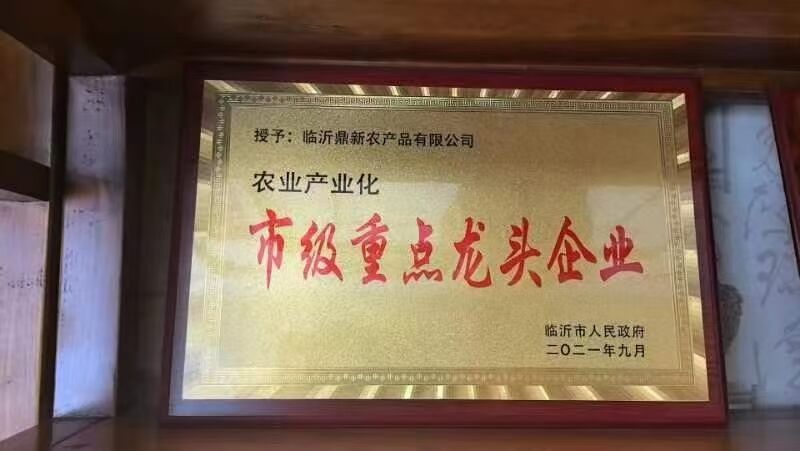 授予：临沂鼎新农产品有限公司
农业产业化
市级重点龙头企业
临沂市人民政府
二〇二一年九月